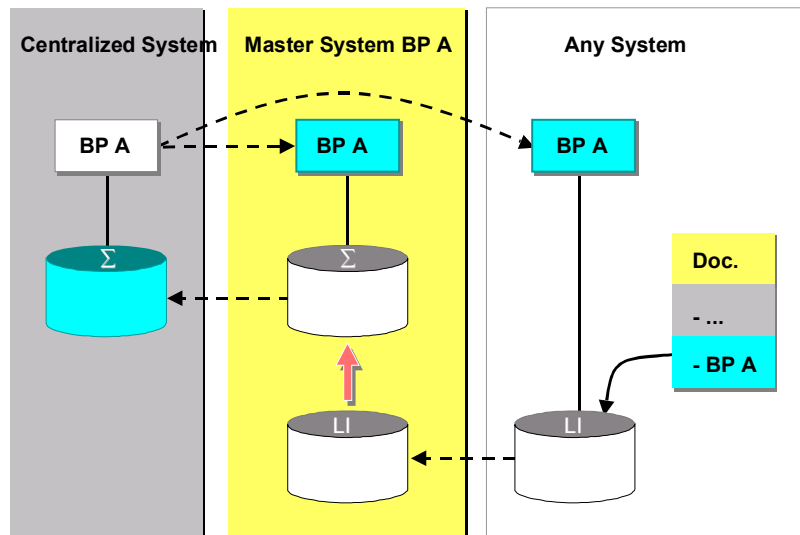 Centralized System
Master System BP A
Any System
BP A
BP A
BP A
Σ
Σ
Doc.
- ...
- BP A
LI
LI